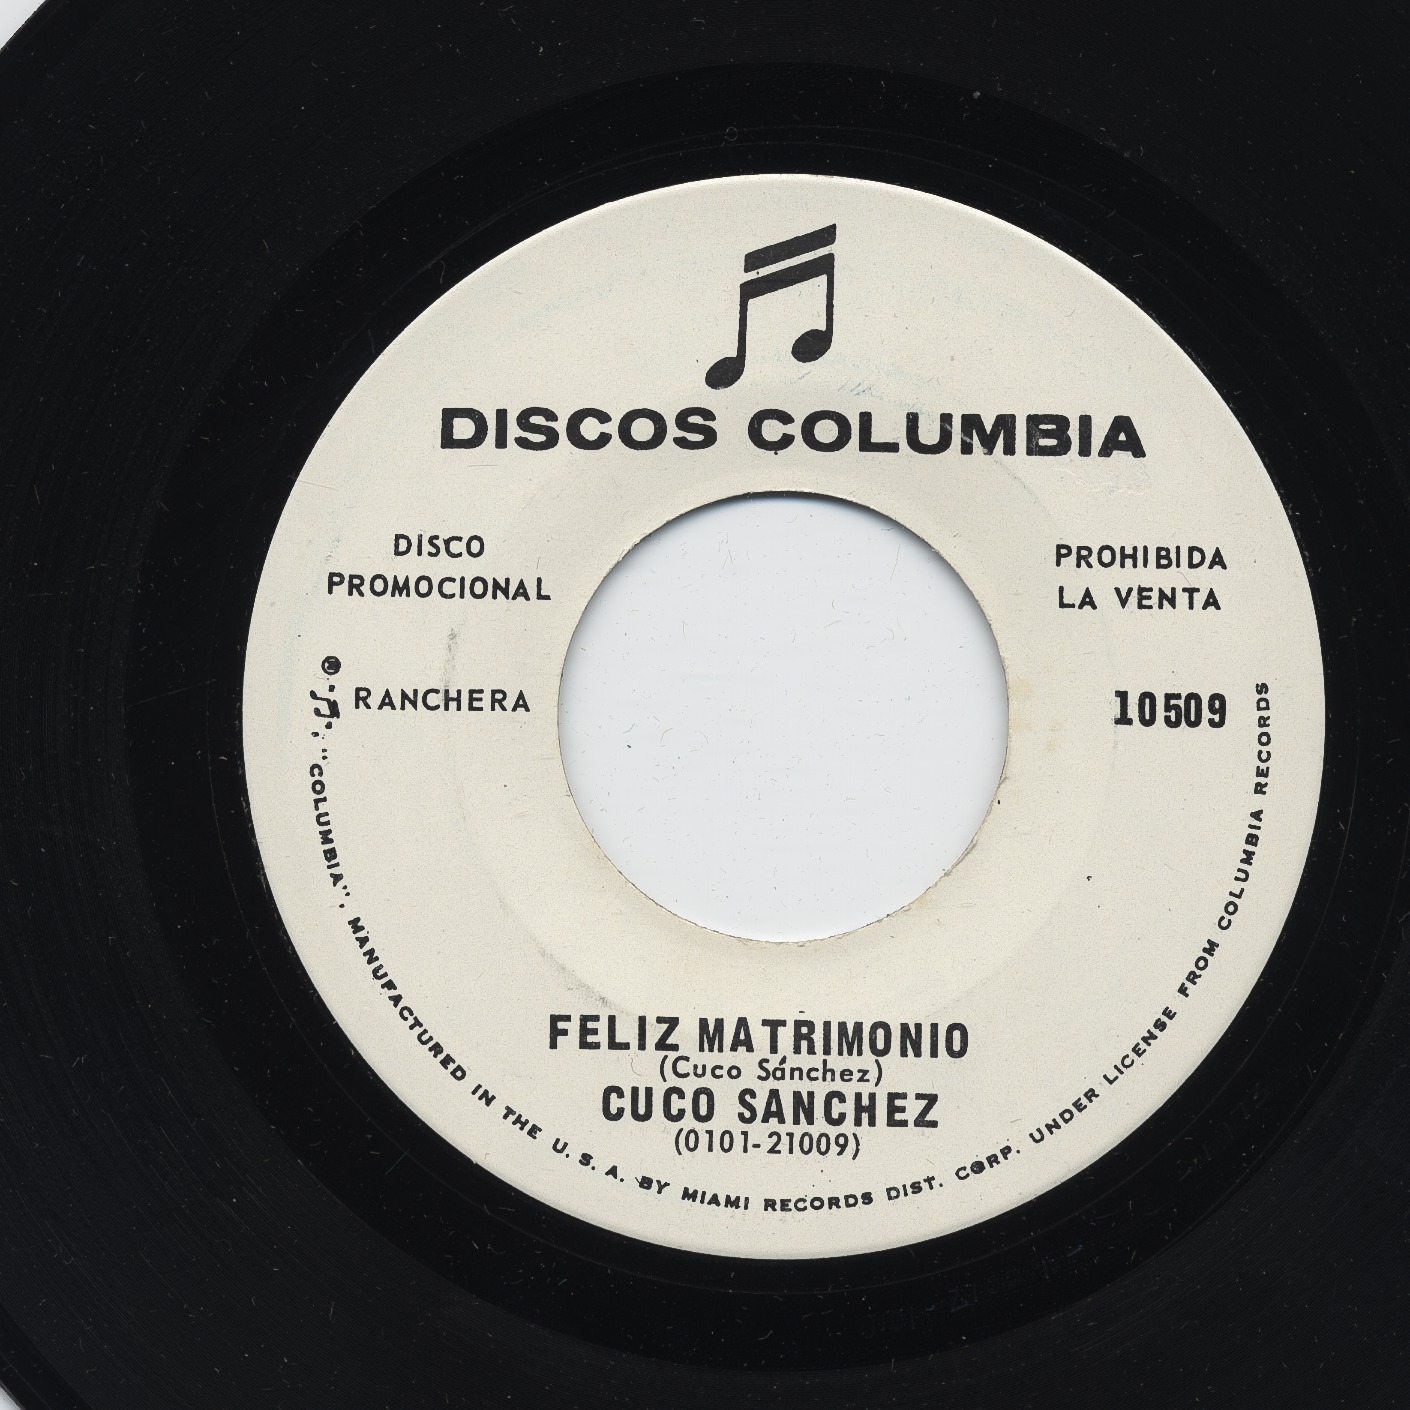 DISCOS COLUMBIA
DISCO
PROMOCIONAL
PROHIBIDA
LA VENTA
RANCHERA
10509
FELIZ MATRIMONIO
(Cuco Sánchez)
CUCO SANCHEZ
(0101-21009)
"COLUMBIA", MANUFACTURED IN THE U. S. A. BY MIAMI RECORDS DIST. CORP. UNDER LICENSE FROM COLUMBIA RECORDS